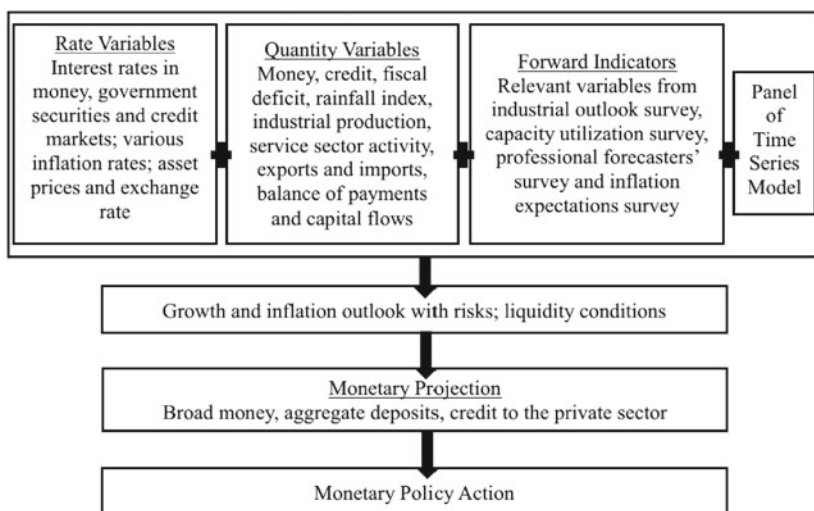 Rate Variables
Interest rates in
money, government
securities and credit
markets; various
inflation rates; asset
prices and exchange
rate
Quantity Variables
Money, credit, fiscal
deficit, rainfall index,
industrial production,
service sector activity,
exports and imports,
balance of payments
and capital flows
Forward Indicators
Relevant variables from
industrial outlook survey,
capacity utilization survey,
professional forecasters'
survey and inflation
expectations survey
Panel
of
Time
Series
Model
Growth and inflation outlook with risks; liquidity conditions
Monetary Projection
Broad money, aggregate deposits, credit to the private sector
Monetary Policy Action